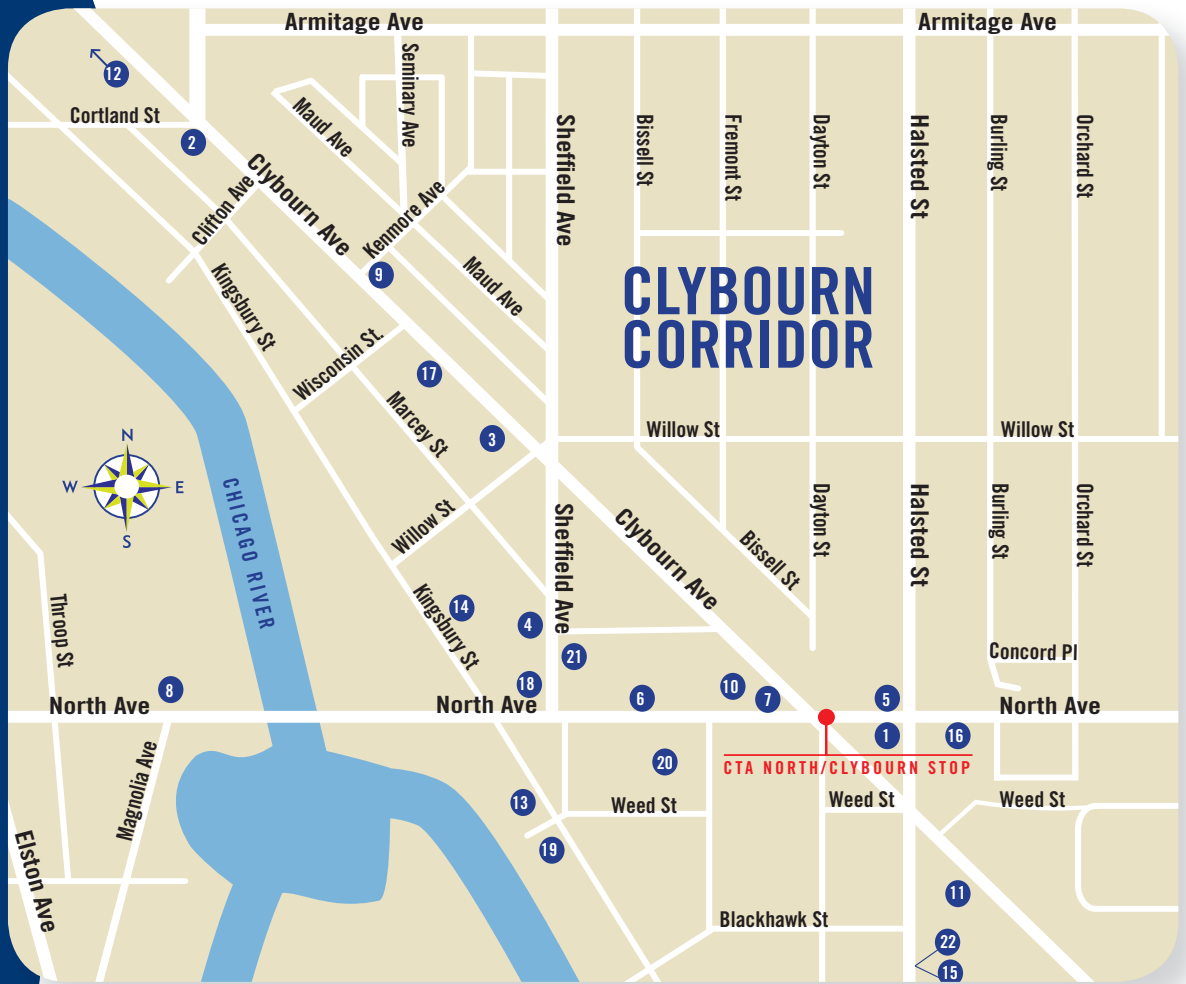 Armitage Ave
Armitage Ave
Seminary Ave
12
Cortland St
2
Maud Ave
Clybourn Ave
Clifton Ave
Kenmore Ave
Sheffield Ave
Bissell St
Fremont St
Dayton St
Halsted St
Burling St
Orchard St
9
Maud Ave
Kingsbury St
CLYBOURN
CORRIDOR
Wisconsin St.
17
Marcey St
3
Willow St
Willow St
N
W
E
S
CHICAGO RIVER
Willow St
Sheffield Ave
Clybourn Ave
Bissell St
Dayton St
Halsted St
Burling St
Orchard St
Throop St
Kingsbury St
14
4
21
Concord Pl
8
18
6
10
7
5
North Ave
North Ave
North Ave
1
16
20
CTA NORTH/CLYBOURN STOP
Magnolia Ave
13
Weed St
Weed St
Weed St
19
Elston Ave
11
Blackhawk St
22
15